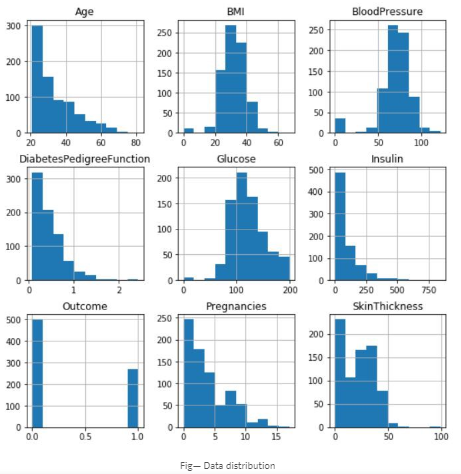 Age BMI BloodPressure
300 250 250
200 200 200
150 150
100 100 100
50 50
0 0 0
20 40 60 80 0 20 40 60 0 50 100
DiabetesPedigreeFunction Glucose Insulin
300 200 500
400
200 150 300
100 100 200
50 100
0 0 0
0 1 2 0 100 200 0 250 500 750
Outcome Pregnancies SkinThickness
500 250
400 200 200
300 150 150
200 100 100
100 50 50
0 0 0
0.0 0.5 1.0 0 5 10 15 0 50 100
Fig— Data distribution